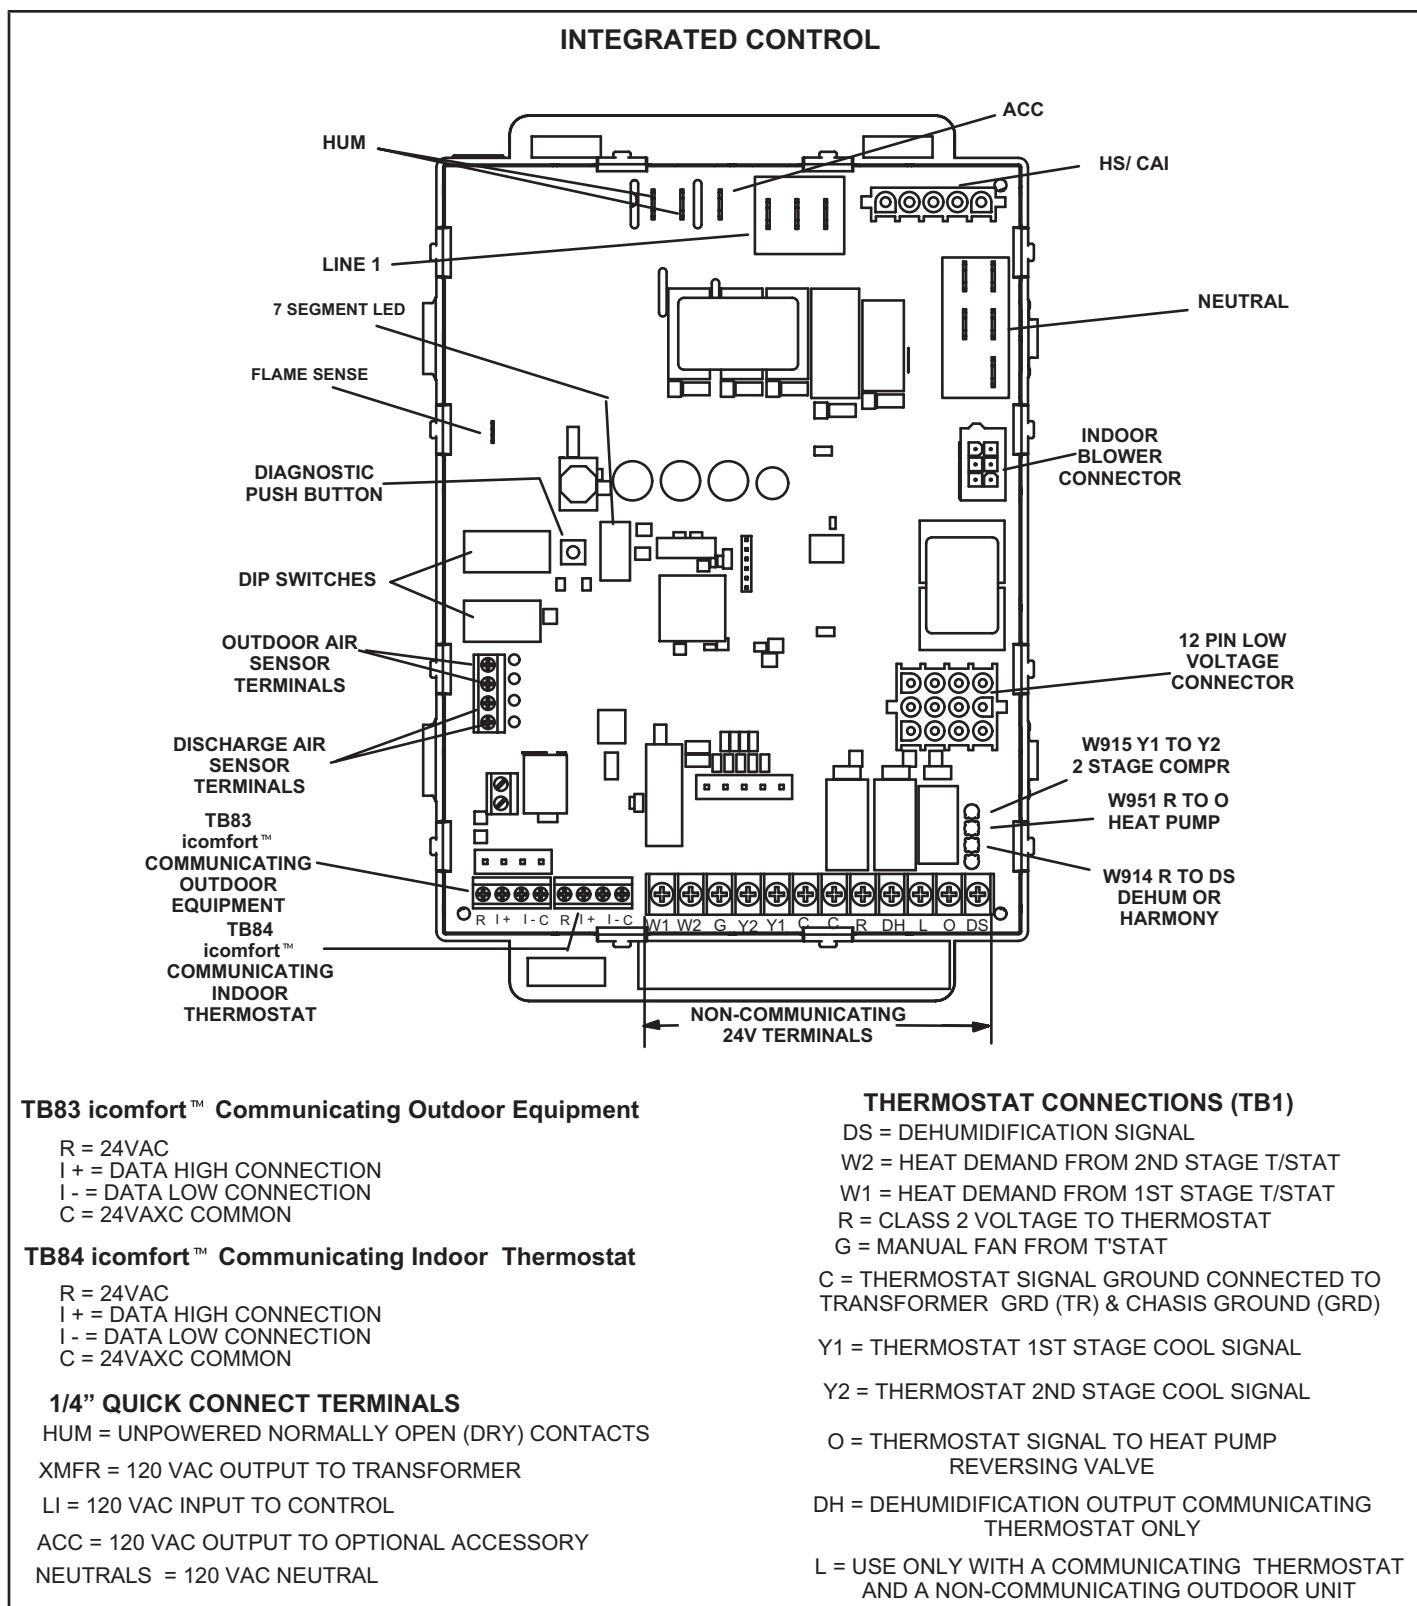 INTEGRATED CONTROL
ACC
HUM
HS/ CAI
LINE 1
7 SEGMENT LED
NEUTRAL
FLAME SENSE
INDOOR
BLOWER
CONNECTOR
DIAGNOSTIC
PUSH BUTTON
DIP SWITCHES
OUTDOOR AIR
SENSOR
TERMINALS
12 PIN LOW
VOLTAGE
CONNECTOR
DISCHARGE AIR
SENSOR
TERMINALS
W915 Y1 TO Y2
2 STAGE COMPR
W951 R TO O
HEAT PUMP
W914 R TO DS
DEHUM OR
HARMONY
TB83
icomfort™
COMMUNICATING
OUTDOOR
EQUIPMENT
TB84
icomfort™
COMMUNICATING
INDOOR
THERMOSTAT
R I+ I- C R I+ I- C
W1 W2 G Y2 Y1 C C R DH L O DS
NON-COMMUNICATING
24V TERMINALS
TB83 icomfort™ Communicating Outdoor Equipment
R = 24VAC
I + = DATA HIGH CONNECTION
I - = DATA LOW CONNECTION
C = 24VAXC COMMON
TB84 icomfort™ Communicating Indoor Thermostat
R = 24VAC
I + = DATA HIGH CONNECTION
I - = DATA LOW CONNECTION
C = 24VAXC COMMON
1/4” QUICK CONNECT TERMINALS
HUM = UNPOWERED NORMALLY OPEN (DRY) CONTACTS
XMFR = 120 VAC OUTPUT TO TRANSFORMER
LI = 120 VAC INPUT TO CONTROL
ACC = 120 VAC OUTPUT TO OPTIONAL ACCESSORY
NEUTRALS = 120 VAC NEUTRAL
THERMOSTAT CONNECTIONS (TB1)
DS = DEHUMIDIFICATION SIGNAL
W2 = HEAT DEMAND FROM 2ND STAGE T/STAT
W1 = HEAT DEMAND FROM 1ST STAGE T/STAT
R = CLASS 2 VOLTAGE TO THERMOSTAT
G = MANUAL FAN FROM T'STAT
C = THERMOSTAT SIGNAL GROUND CONNECTED TO
TRANSFORMER GRD (TR) & CHASIS GROUND (GRD)
Y1 = THERMOSTAT 1ST STAGE COOL SIGNAL
Y2 = THERMOSTAT 2ND STAGE COOL SIGNAL
O = THERMOSTAT SIGNAL TO HEAT PUMP
REVERSING VALVE
DH = DEHUMIDIFICATION OUTPUT COMMUNICATING
THERMOSTAT ONLY
L = USE ONLY WITH A COMMUNICATING THERMOSTAT
AND A NON-COMMUNICATING OUTDOOR UNIT